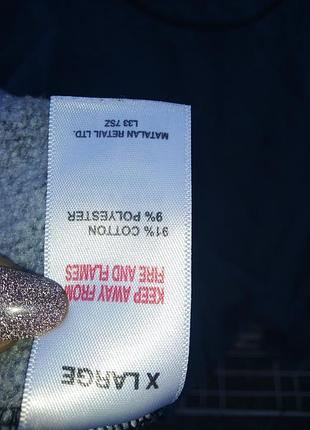 X LARGE
KEEP AWAY FROM
FIRE AND FLAMES
91% COTTON
9% POLYESTER
MATALAN RETAIL LTD.
L33 7SZ